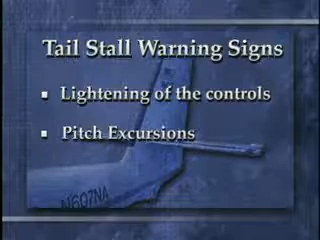 Tail Stall Warning Signs
Lightening of the controls
Pitch Excursions
N607NA